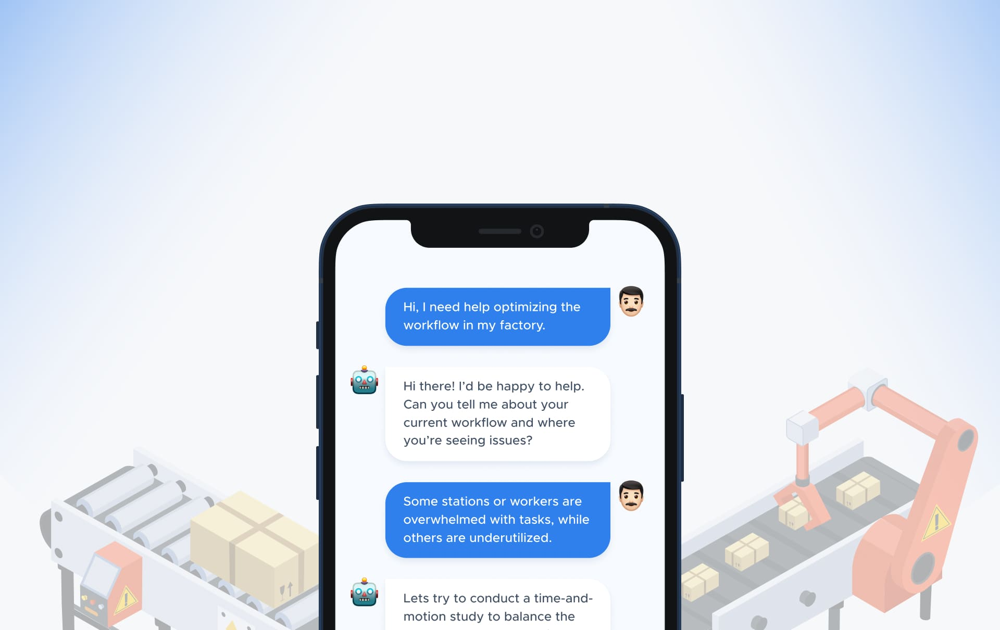 Hi, I need help optimizing the
workflow in my factory.
Hi there! I’d be happy to help.
Can you tell me about your
current workflow and where
you’re seeing issues?
Some stations or workers are
overwhelmed with tasks, while
others are underutilized.
Lets try to conduct a time-and-
motion study to balance the